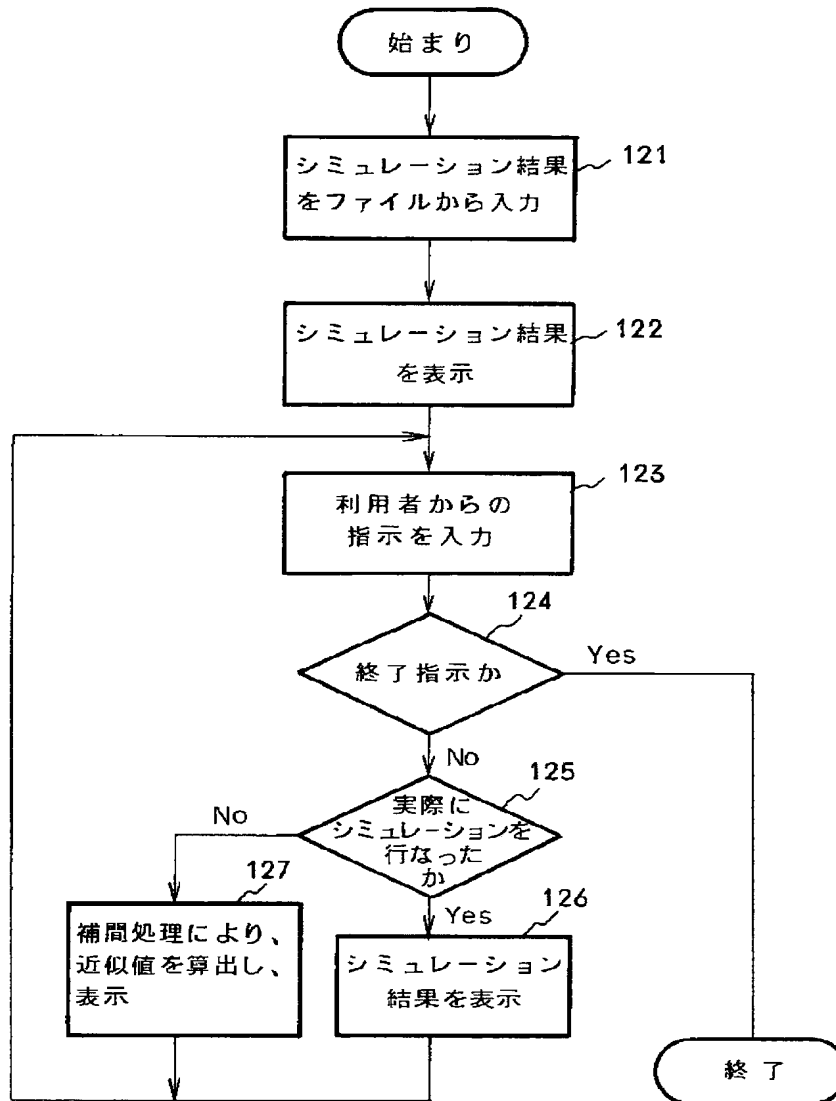 始まり
121
シミュレーション結果
をファイルから入力
122
シミュレーション結果
を表示
123
利用者からの
指示を入力
124
終了指示か
Yes
No
125
実際に
シミュレーションを
行なった
か
No
127
Yes
126
補間処理により、
近似値を算出し、
表示
シミュレーション
結果を表示
終了